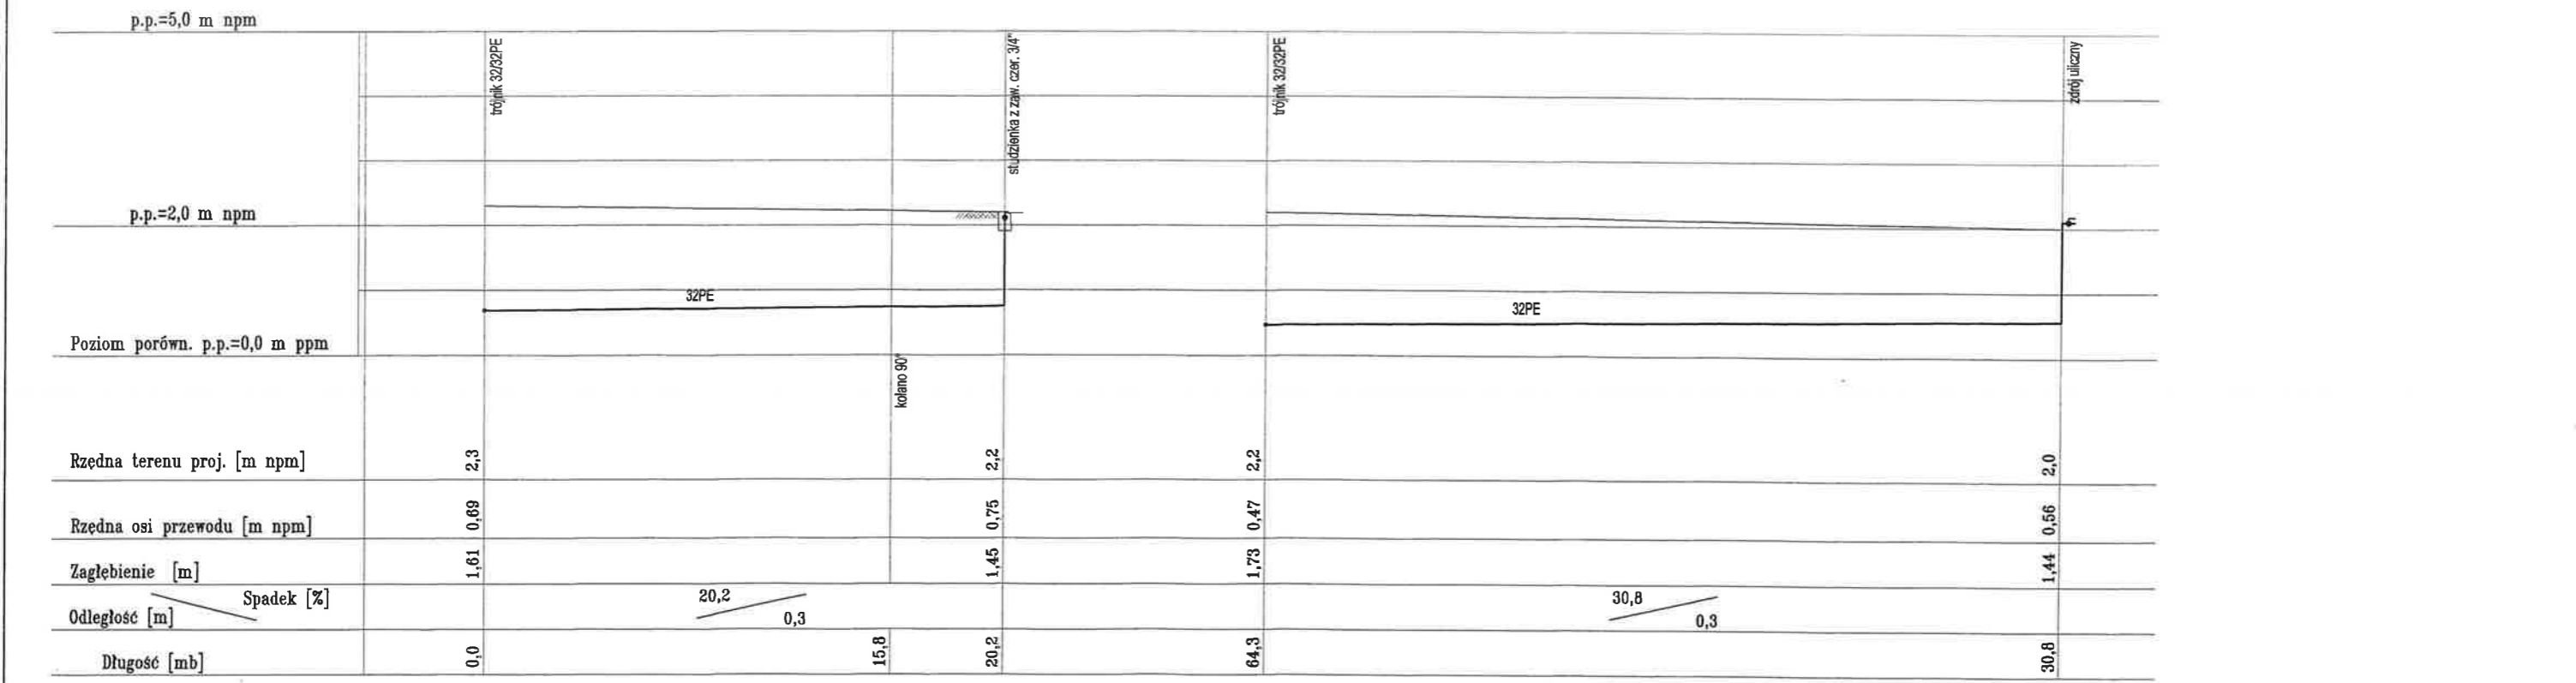 p.p.=5,0 m npm
trójnik 32/32PE
studzienka z zaw. czer. 3/4"
trójnik 32/32PE
zdrój uliczny
p.p.=2,0 m npm
32PE
32PE
Poziom porówn. p.p.=0,0 m ppm
kolano 90°
Rzędna terenu proj. [m npm] 2,3 2,2 2,2 2,0
Rzędna osi przewodu [m npm] 0,69 0,75 0,47 0,56
Zagłębienie [m] 1,61 1,45 1,73 1,44
Spadek [%] 20,2 30,8
Odległość [m] 0,3 0,3
Długość [mb] 0,0 15,8 20,2 64,3 30,8